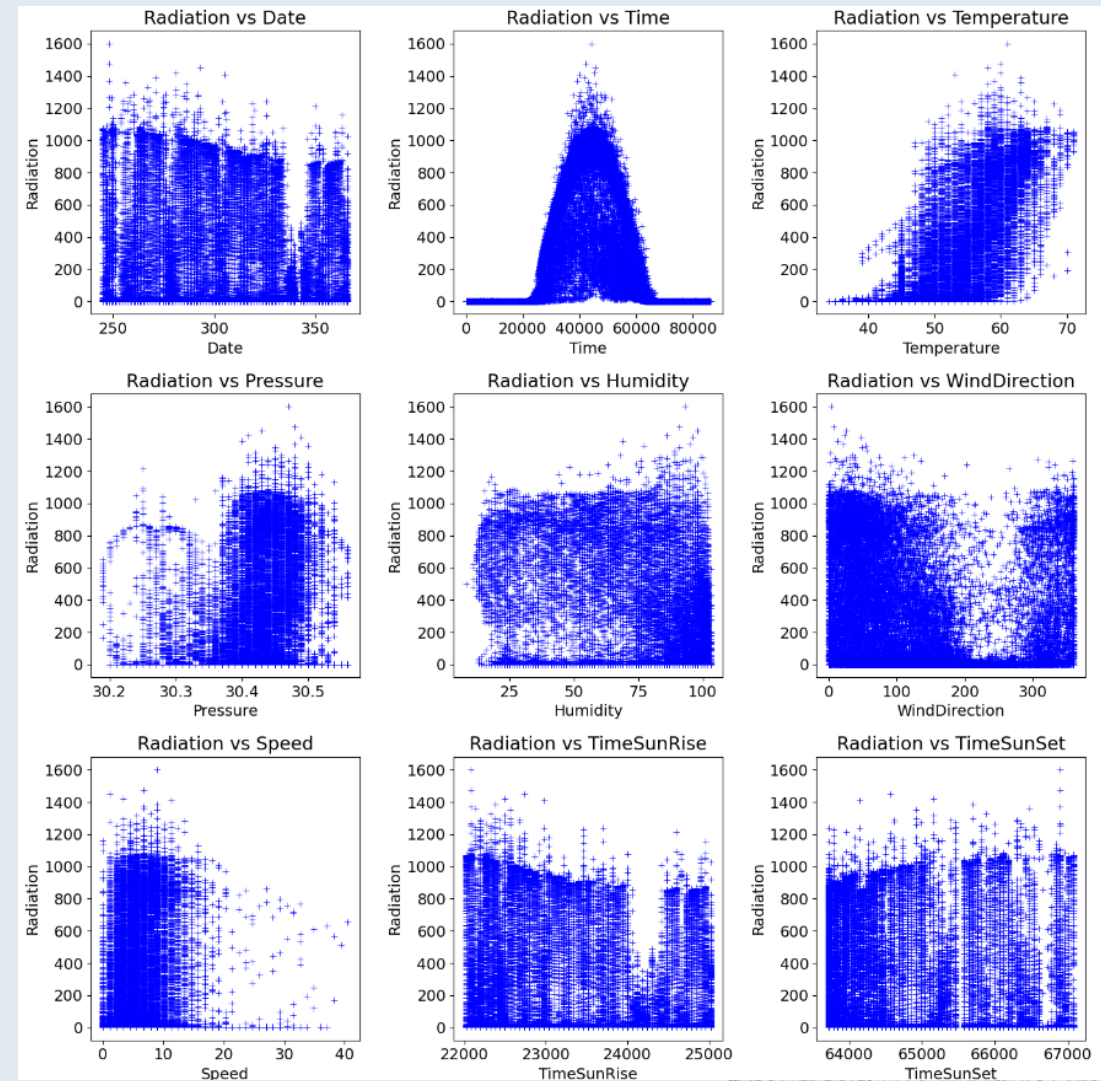 Radiation vs Date
1600
1400
1200
1000
800
600
400
200
0
Radiation
250 300 350
Date
Radiation vs Time
1600
1400
1200
1000
800
600
400
200
0
Radiation
0 20000 40000 60000 80000
Time
Radiation vs Temperature
1600
1400
1200
1000
800
600
400
200
0
Radiation
40 50 60 70
Temperature
Radiation vs Pressure
1600
1400
1200
1000
800
600
400
200
0
Radiation
30.2 30.3 30.4 30.5
Pressure
Radiation vs Humidity
1600
1400
1200
1000
800
600
400
200
0
Radiation
25 50 75 100
Humidity
Radiation vs WindDirection
1600
1400
1200
1000
800
600
400
200
0
Radiation
0 100 200 300
WindDirection
Radiation vs Speed
1600
1400
1200
1000
800
600
400
200
0
Radiation
0 10 20 30 40
Speed
Radiation vs TimeSunRise
1600
1400
1200
1000
800
600
400
200
0
Radiation
22000 23000 24000 25000
TimeSunRise
Radiation vs TimeSunSet
1600
1400
1200
1000
800
600
400
200
0
Radiation
64000 65000 66000 67000
TimeSunSet